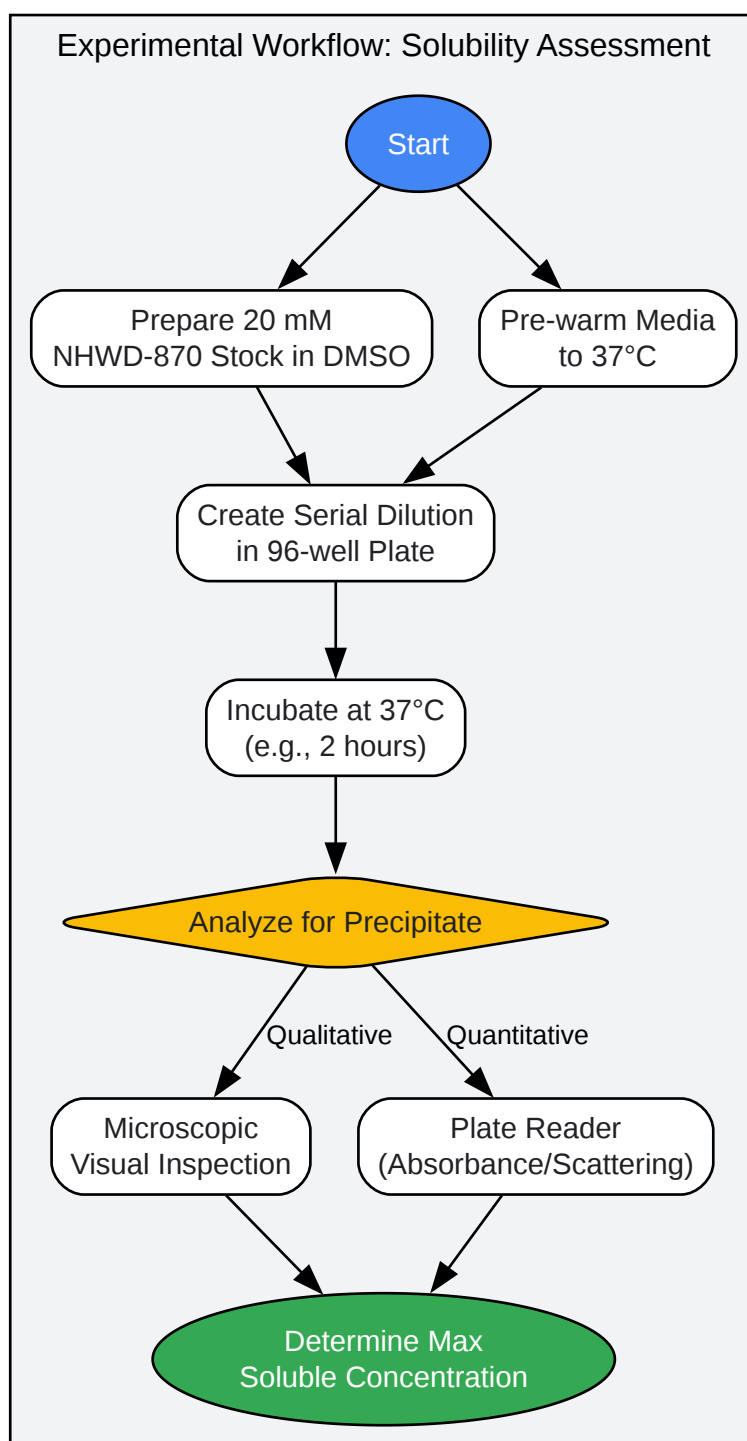 Experimental Workflow: Solubility Assessment
Start
Prepare 20 mM
NHWD-870 Stock in DMSO
Pre-warm Media
to 37°C
Create Serial Dilution
in 96-well Plate
Incubate at 37°C
(e.g., 2 hours)
Analyze for Precipitate
Qualitative
Quantitative
Microscopic
Visual Inspection
Plate Reader
(Absorbance/Scattering)
Determine Max
Soluble Concentration